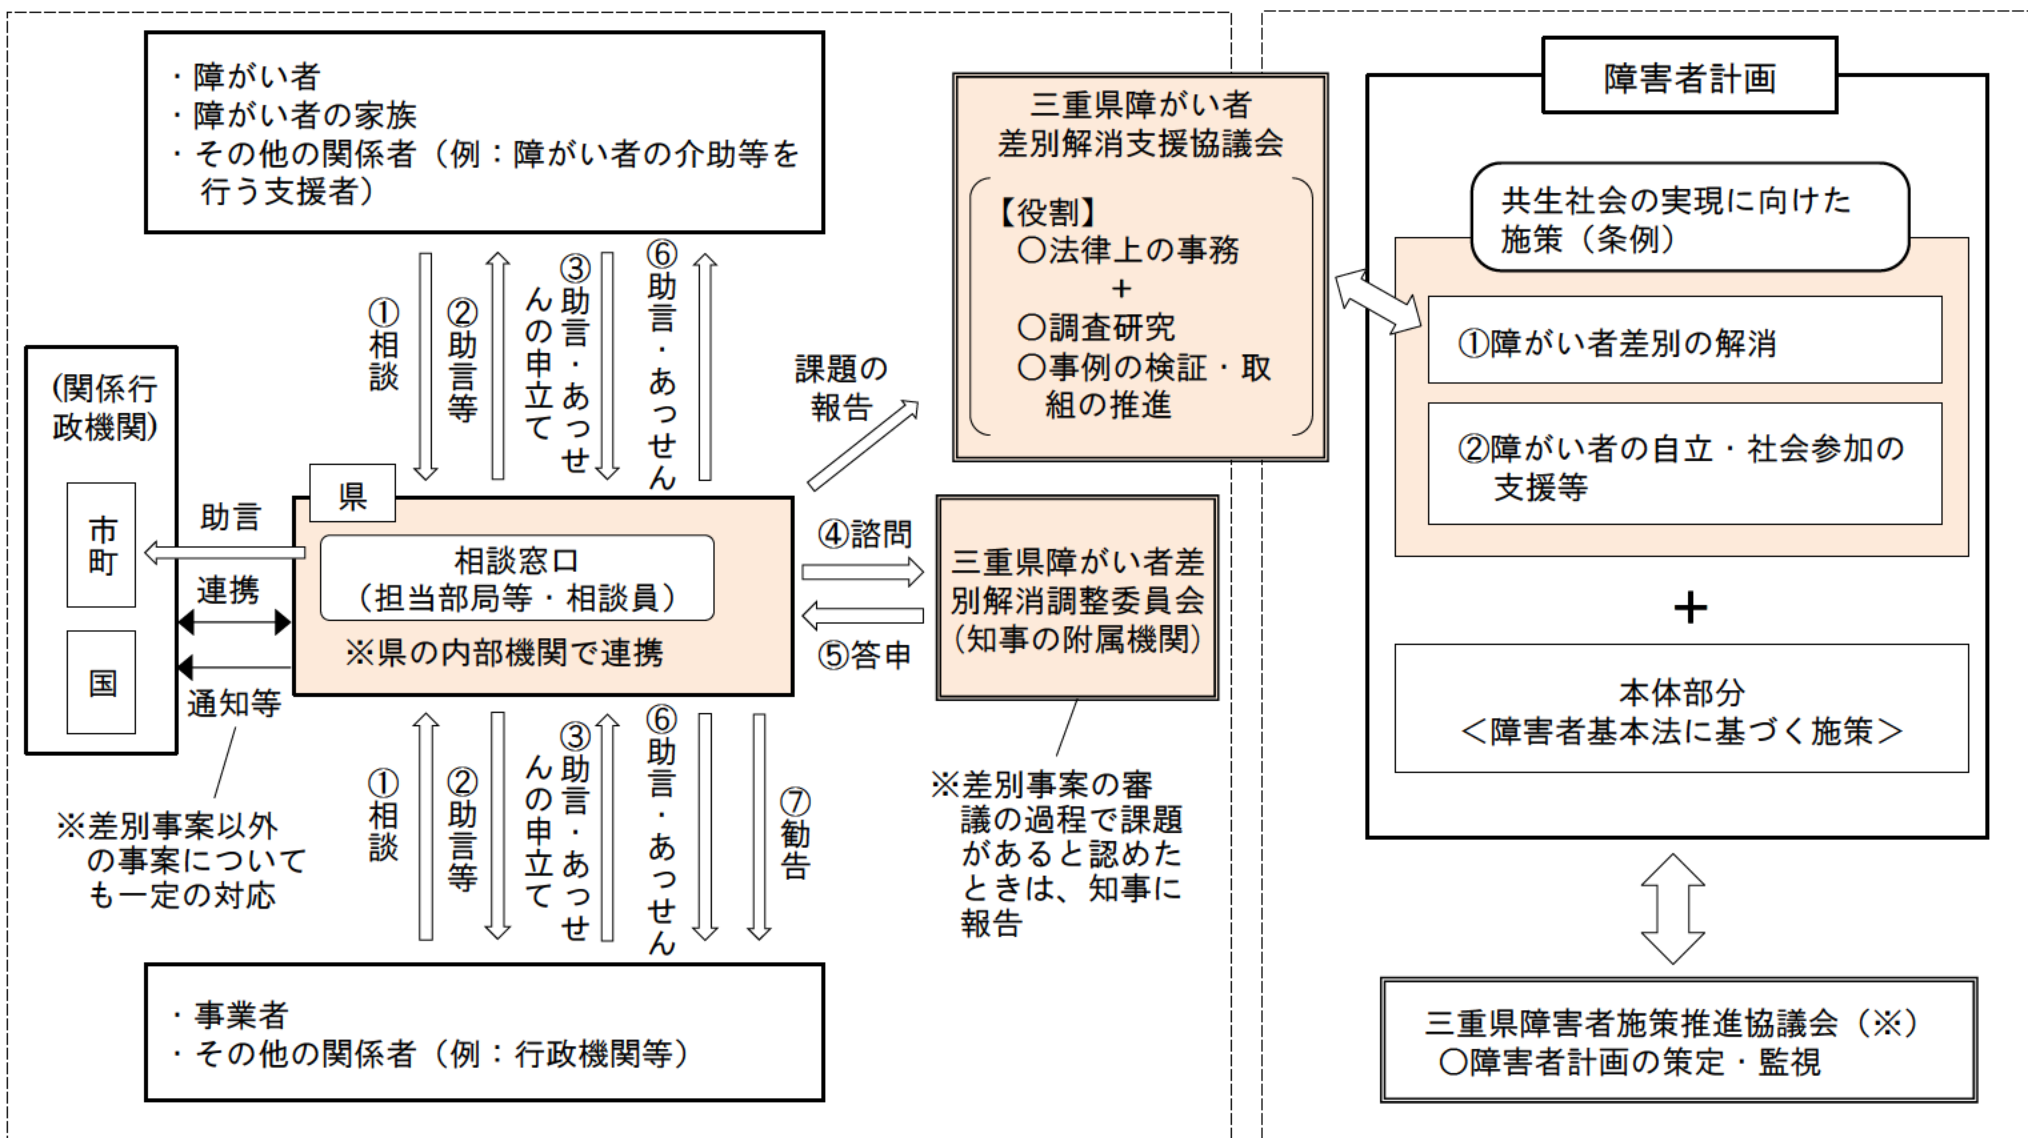 ・障がい者
・障がい者の家族
・その他の関係者（例：障がい者の介助等を
行う支援者）
①相談
②助言等
③助言・あっせ
んの申立て
⑥助言・あっせん
(関係行
政機関)
市町
国
助言
連携
通知等
※差別事案以外
の事案について
も一定の対応
県
相談窓口
（担当部局等・相談員）
※県の内部機関で連携
課題の
報告
④諮問
⑤答申
三重県障がい者
差別解消支援協議会
【役割】
○法律上の事務
＋
○調査研究
○事例の検証・取
組の推進
三重県障がい者差
別解消調整委員会
（知事の附属機関）
※差別事案の審
議の過程で課題
があると認めた
ときは、知事に
報告
①相談
②助言等
③助言・あっせ
んの申立て
⑥助言・あっせん
⑦勧告
・事業者
・その他の関係者（例：行政機関等）
障害者計画
共生社会の実現に向けた
施策（条例）
①障がい者差別の解消
②障がい者の自立・社会参加の
支援等
＋
本体部分
＜障害者基本法に基づく施策＞
三重県障害者施策推進協議会（※）
○障害者計画の策定・監視